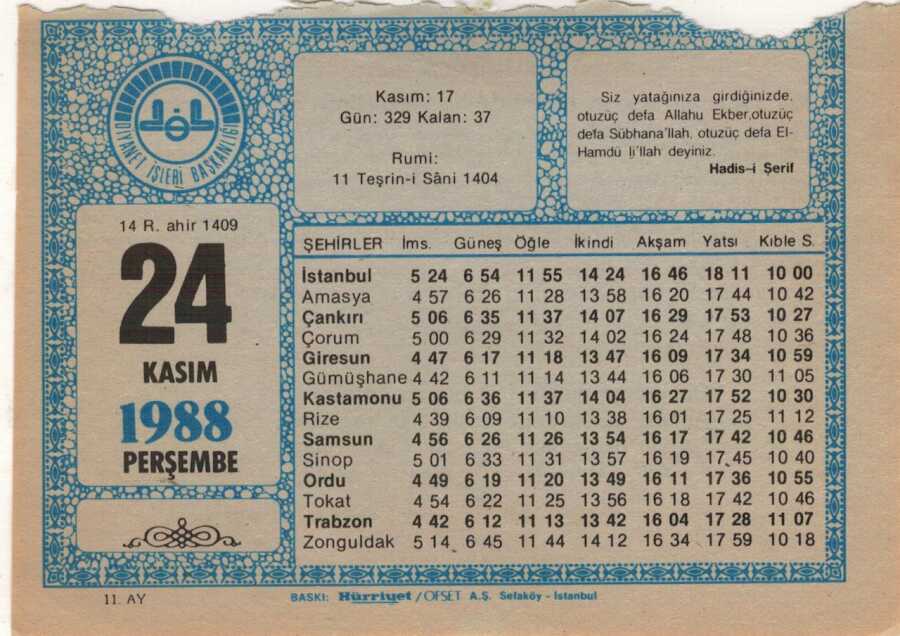 DİYANET İŞLERİ BAŞKANLIĞI
14 R. ahir 1409
24
KASIM
1988
PERŞEMBE
Kasım: 17
Gün: 329 Kalan: 37
Rumi:
11 Teşrin-i Sâni 1404
Siz yatağınıza girdiğinizde,
otuzüç defa Allahu Ekber,otuzüç
defa Sübhana'llah, otuzüç defa El-
Hamdü li'llah deyiniz.
Hadis-i Şerif
ŞEHİRLER İms. Güneş Öğle İkindi Akşam Yatsı Kıble S.
İstanbul 5 24 6 54 11 55 14 24 16 46 18 11 10 00
Amasya 4 57 6 26 11 28 13 58 16 20 17 44 10 42
Çankırı 5 06 6 35 11 37 14 07 16 29 17 53 10 27
Çorum 5 00 6 29 11 32 14 02 16 24 17 48 10 36
Giresun 4 47 6 17 11 18 13 47 16 09 17 34 10 59
Gümüşhane 4 42 6 11 11 14 13 44 16 06 17 30 11 05
Kastamonu 5 06 6 36 11 37 14 04 16 27 17 52 10 30
Rize 4 39 6 09 11 10 13 38 16 01 17 25 11 12
Samsun 4 56 6 26 11 26 13 54 16 17 17 42 10 46
Sinop 5 01 6 33 11 31 13 57 16 19 17 45 10 40
Ordu 4 49 6 19 11 20 13 49 16 11 17 36 10 55
Tokat 4 54 6 22 11 25 13 56 16 18 17 42 10 46
Trabzon 4 42 6 12 11 13 13 42 16 04 17 28 11 07
Zonguldak 5 14 6 45 11 44 14 12 16 34 17 59 10 18
11. AY
BASKI: Hürriyet / OFSET A.Ş. Sefaköy - İstanbul